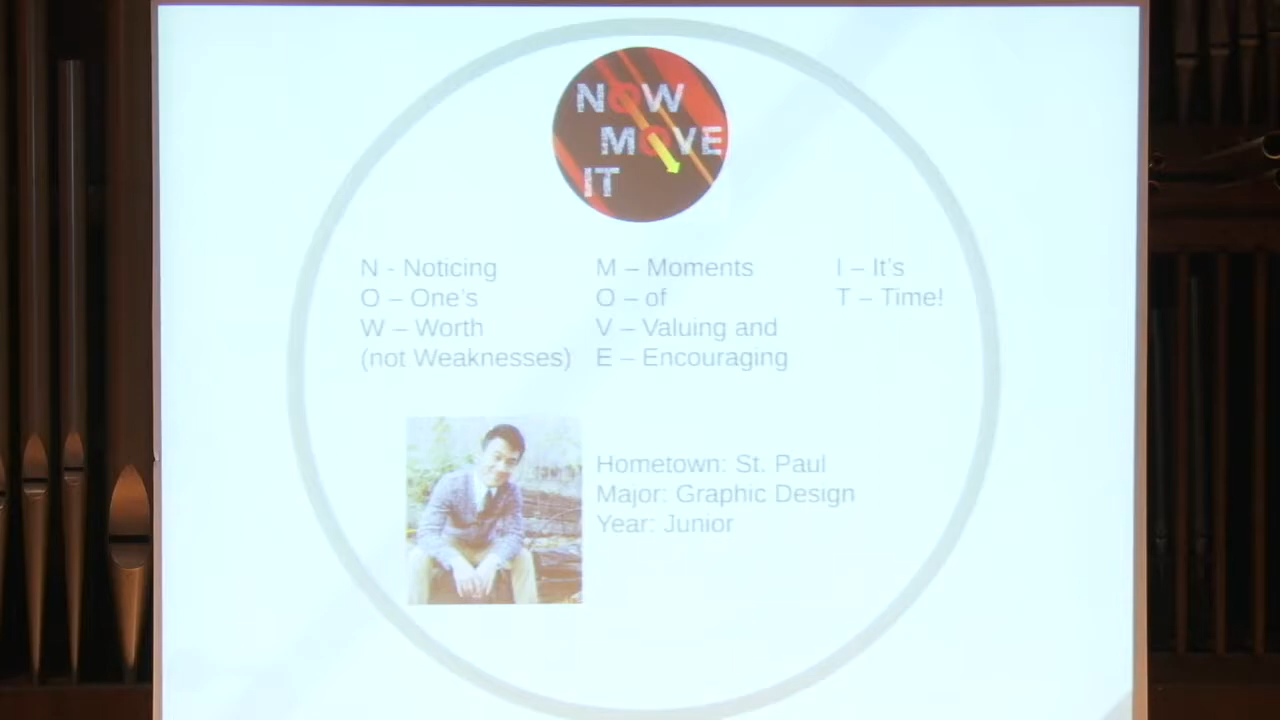 NOW
MOVE
IT
N - Noticing
O – One's
W – Worth
(not Weaknesses)
M – Moments
O – of
V – Valuing and
E – Encouraging
I – It's
T – Time!
Hometown: St. Paul
Major: Graphic Design
Year: Junior